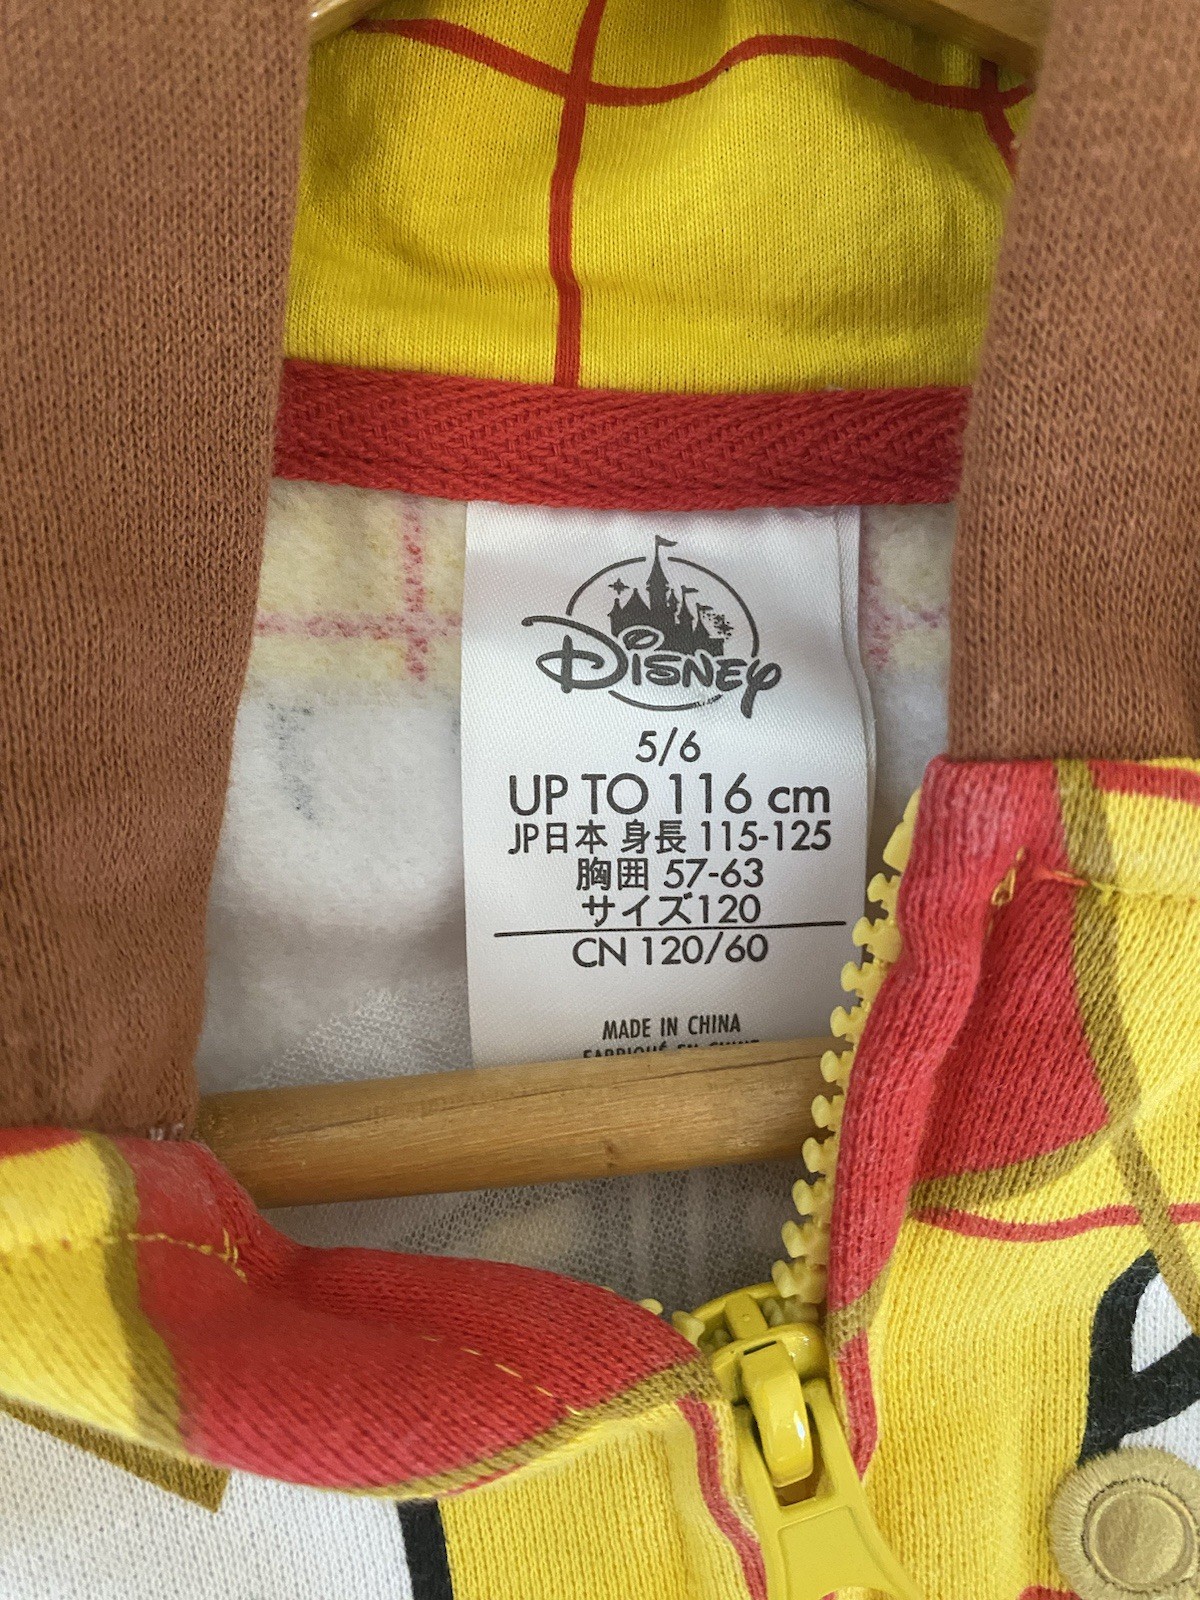 Disney
5/6
UP TO 116 cm
JP日本 身長 115-125
胸囲 57-63
サイズ120
CN 120/60
MADE IN CHINA